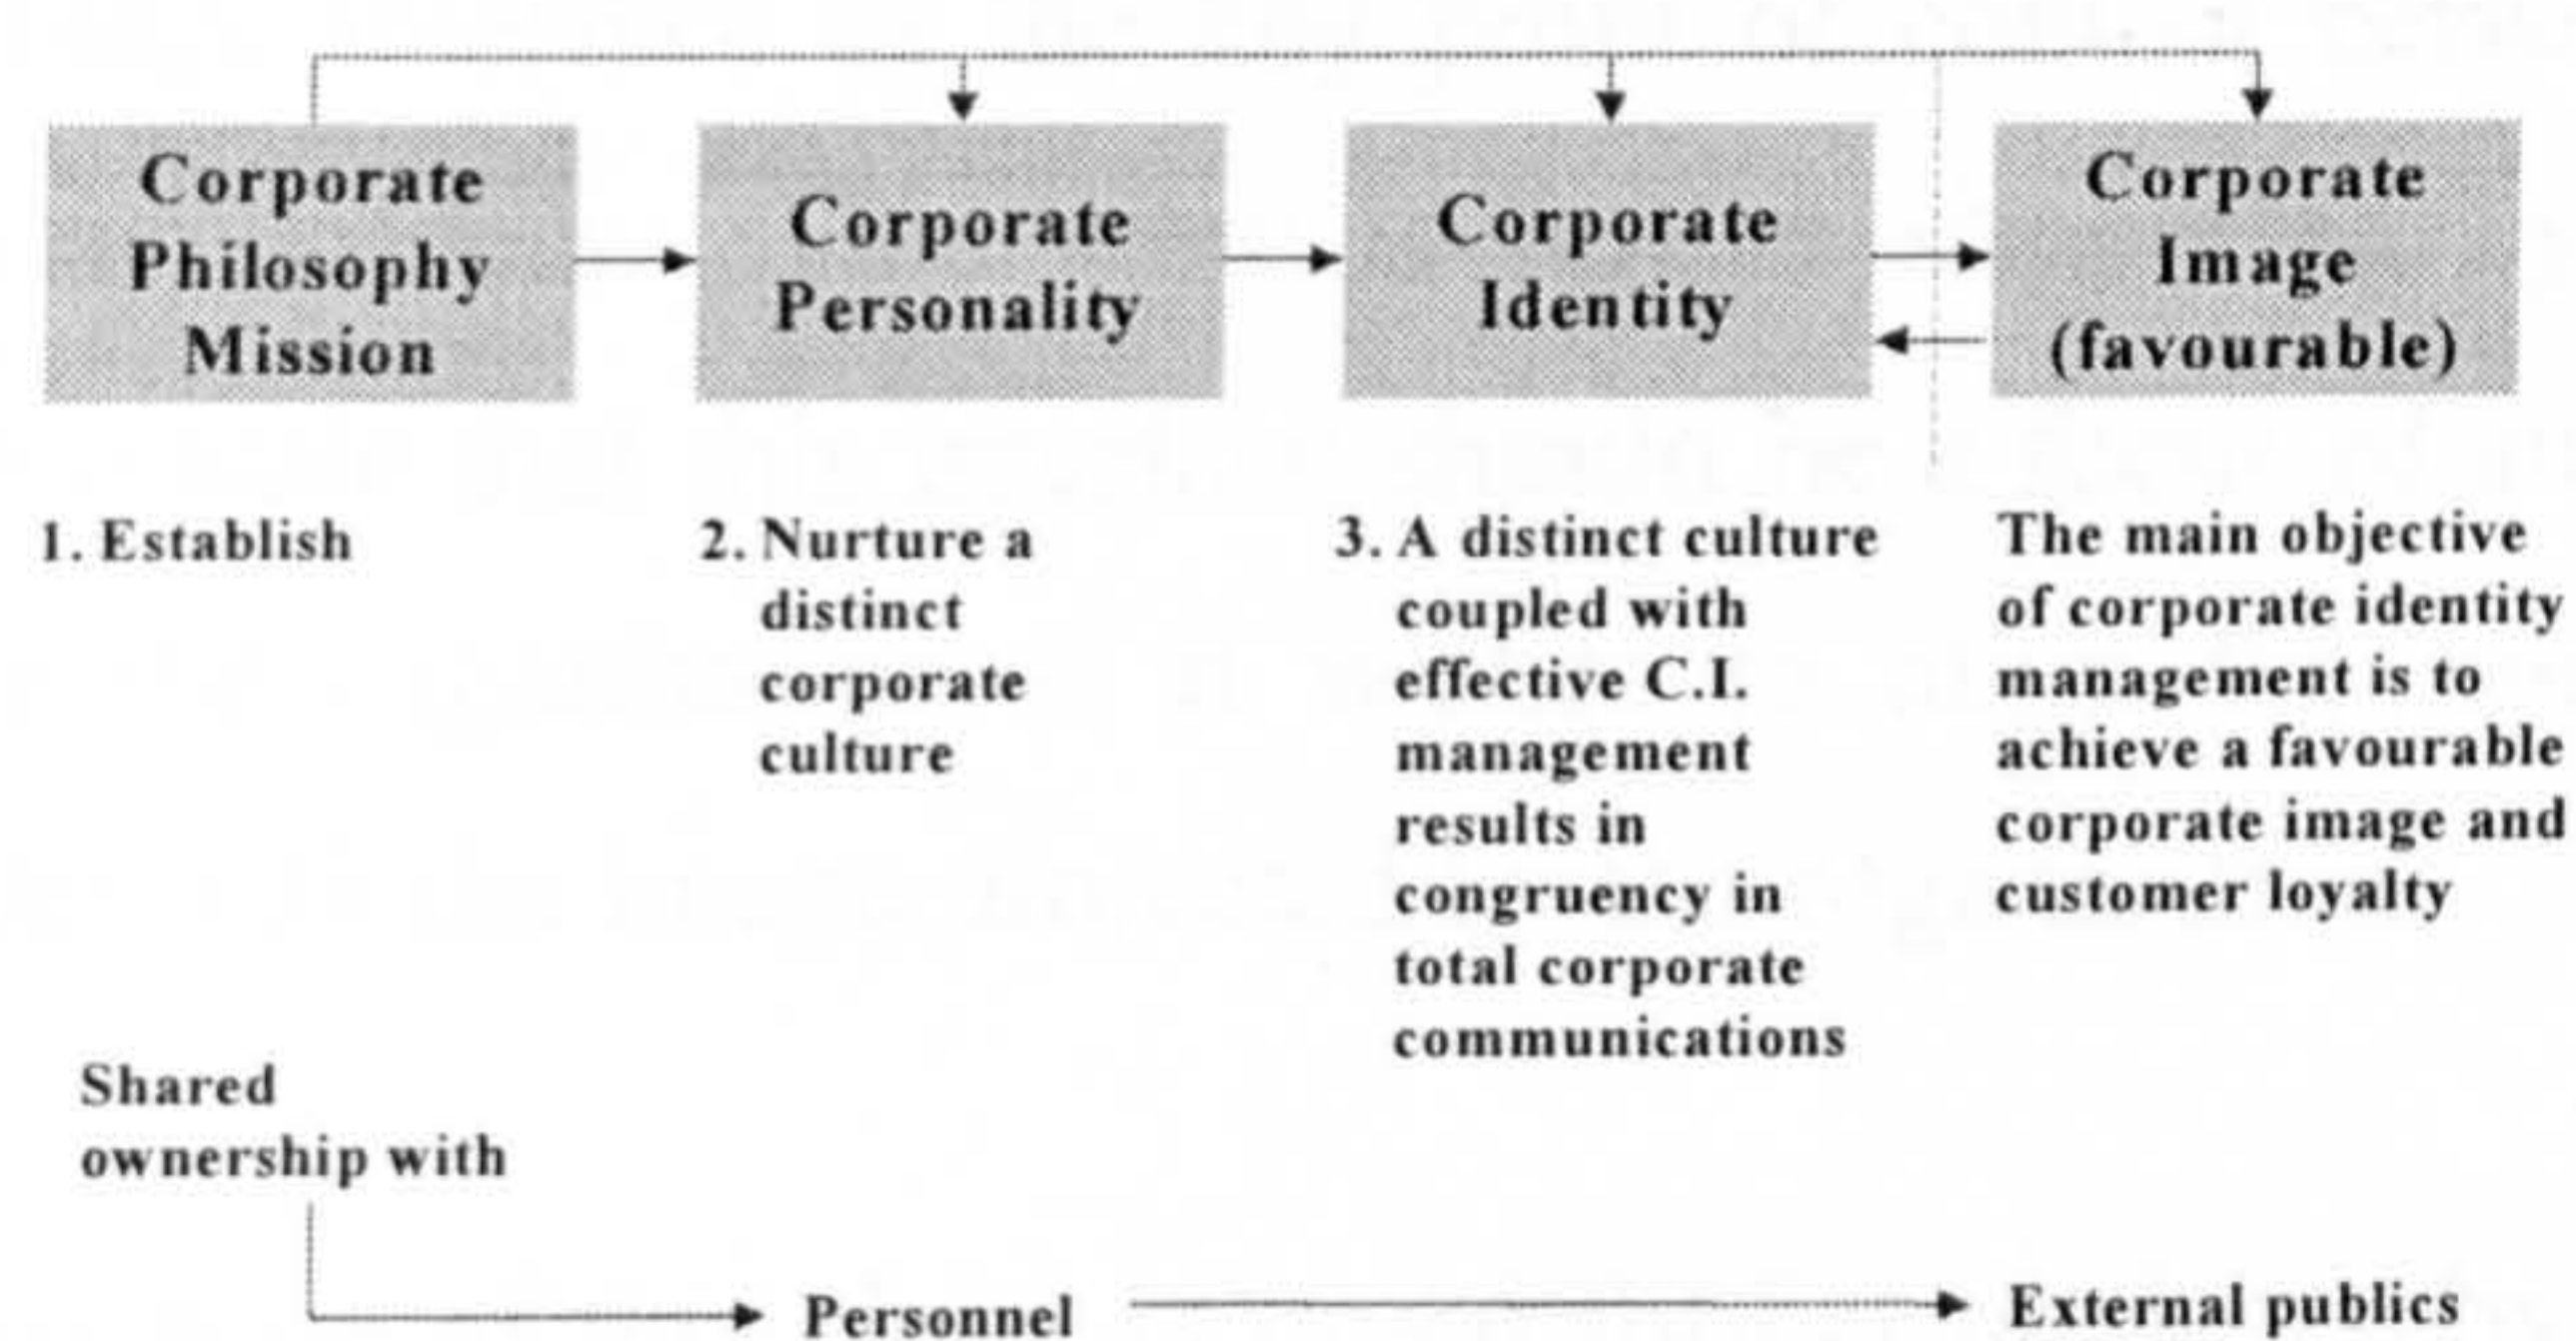 Corporate
Philosophy
Mission
Corporate
Personality
Corporate
Identity
Corporate
Image
(favourable)
1. Establish
2. Nurture a
distinct
corporate
culture
3. A distinct culture
coupled with
effective C.I.
management
results in
congruency in
total corporate
communications
The main objective
of corporate identity
management is to
achieve a favourable
corporate image and
customer loyalty
Shared
ownership with
Personnel
External publics